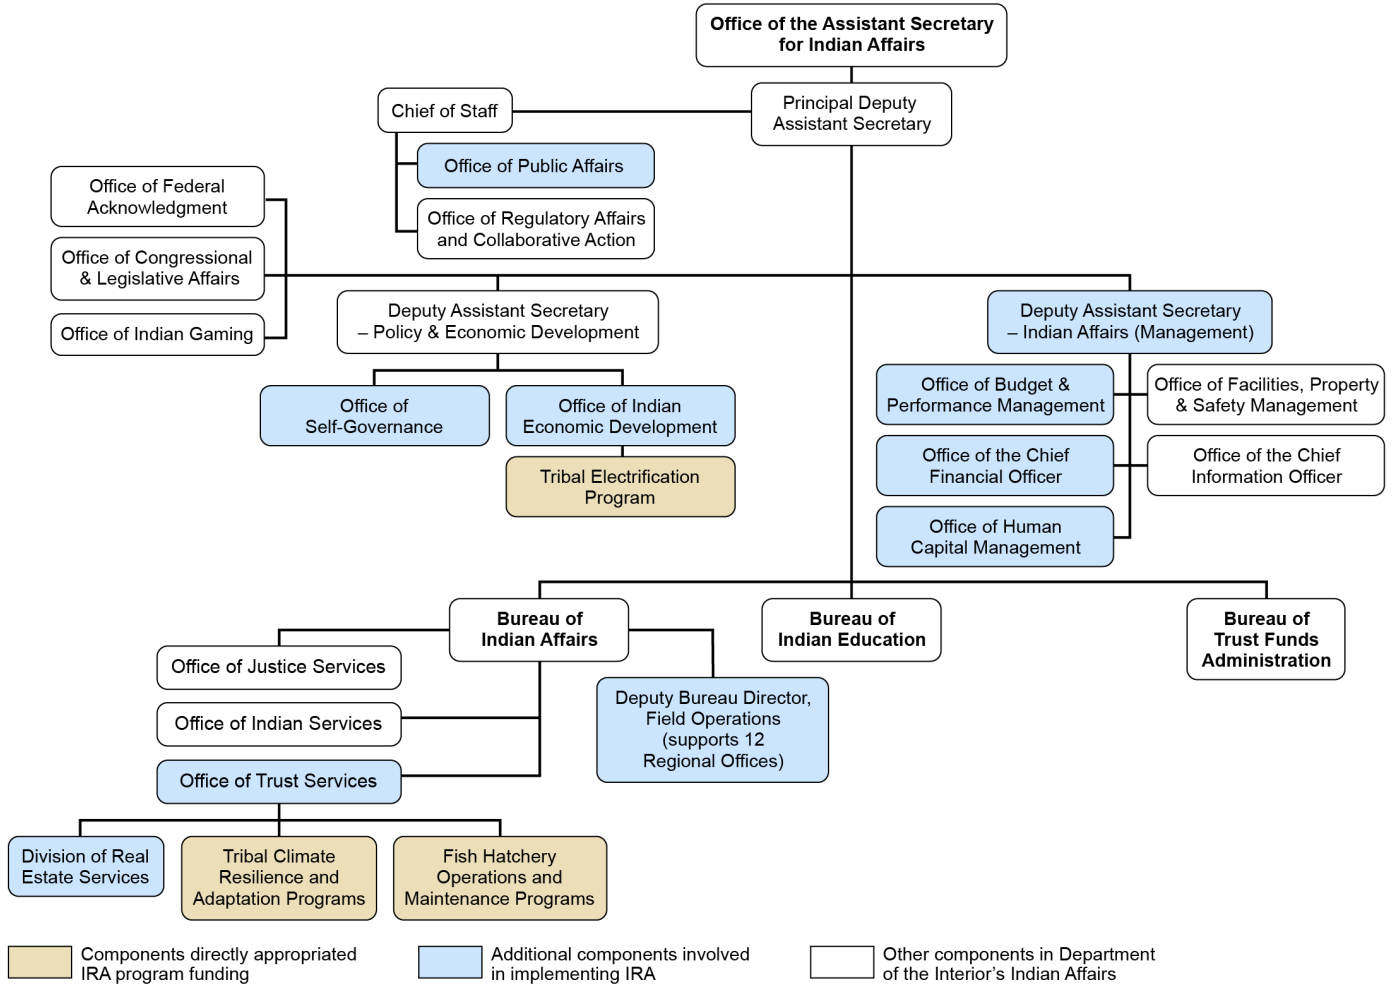 Office of the Assistant Secretary
for Indian Affairs
Principal Deputy
Assistant Secretary
Chief of Staff
Office of Public Affairs
Office of Regulatory Affairs
and Collaborative Action
Office of Federal
Acknowledgment
Office of Congressional
& Legislative Affairs
Office of Indian Gaming
Deputy Assistant Secretary
– Policy & Economic Development
Office of
Self-Governance
Office of Indian
Economic Development
Tribal Electrification
Program
Deputy Assistant Secretary
– Indian Affairs (Management)
Office of Budget &
Performance Management
Office of Facilities, Property
& Safety Management
Office of the Chief
Financial Officer
Office of the Chief
Information Officer
Office of Human
Capital Management
Bureau of
Indian Affairs
Bureau of
Indian Education
Bureau of
Trust Funds
Administration
Office of Justice Services
Office of Indian Services
Office of Trust Services
Deputy Bureau Director,
Field Operations
(supports 12
Regional Offices)
Division of Real
Estate Services
Tribal Climate
Resilience and
Adaptation Programs
Fish Hatchery
Operations and
Maintenance Programs
Components directly appropriated
IRA program funding
Additional components involved
in implementing IRA
Other components in Department
of the Interior’s Indian Affairs